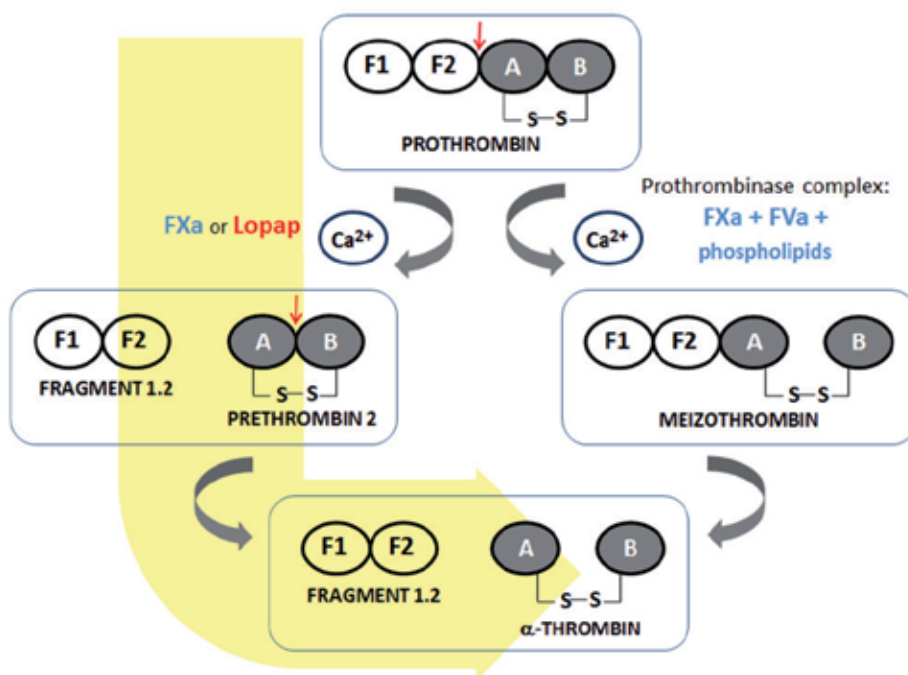 F1 F2 A B
S—S
PROTHROMBIN
Prothrombinase complex:
FXa + FVa +
phospholipids
FXa or Lopap
Ca²⁺
Ca²⁺
F1 F2 A B
S—S
FRAGMENT 1.2
PRETHROMBIN 2
F1 F2 A B
S—S
MEIZOTHROMBIN
F1 F2 A B
S—S
FRAGMENT 1.2
α-THROMBIN